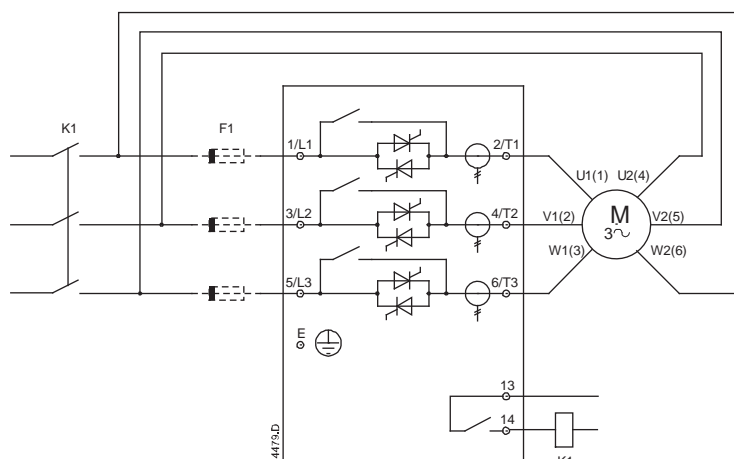 K1
F1
1/L1
2/T1
U1(1)
U2(4)
3/L2
4/T2
V1(2)
M
3
V2(5)
W1(3)
W2(6)
5/L3
6/T3
E
13
14
4479.D
K1